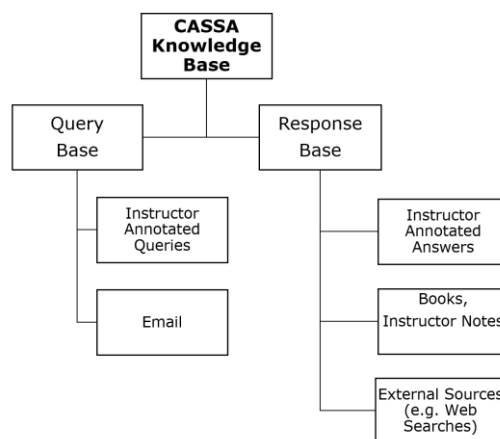 CASSA
Knowledge
Base
Query
Base
Response
Base
Instructor
Annotated
Queries
Email
Instructor
Annotated
Answers
Books,
Instructor Notes
External Sources
(e.g. Web
Searches)